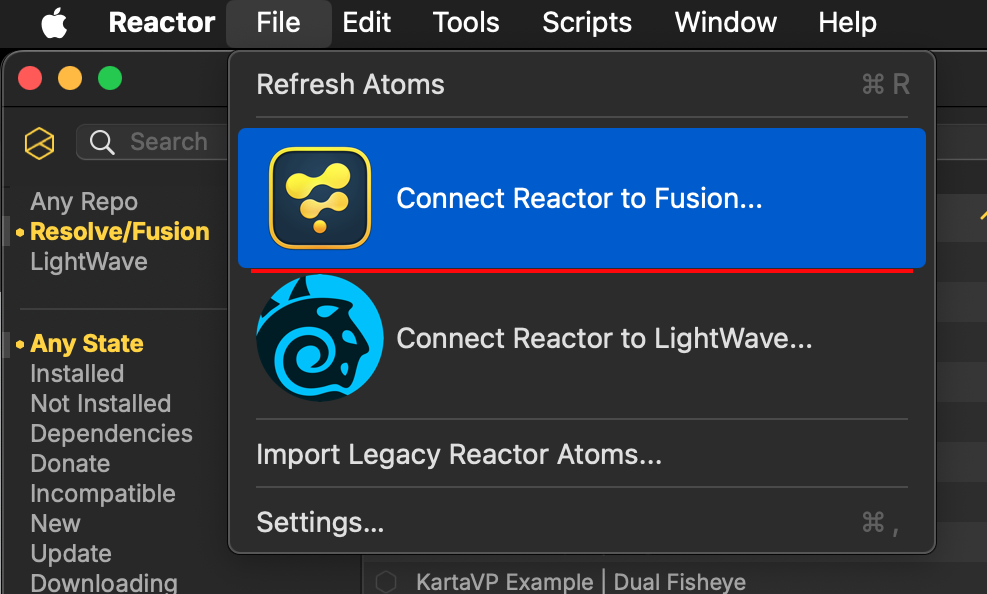 Reactor File Edit Tools Scripts Window Help
Refresh Atoms ⌘ R
Search
Connect Reactor to Fusion...
Any Repo
Resolve/Fusion
LightWave
Connect Reactor to LightWave...
Any State
Installed
Not Installed
Dependencies
Donate
Incompatible
New
Update
Downloading
Import Legacy Reactor Atoms...
Settings... ⌘ ,
KartaVP Example | Dual Fisheye